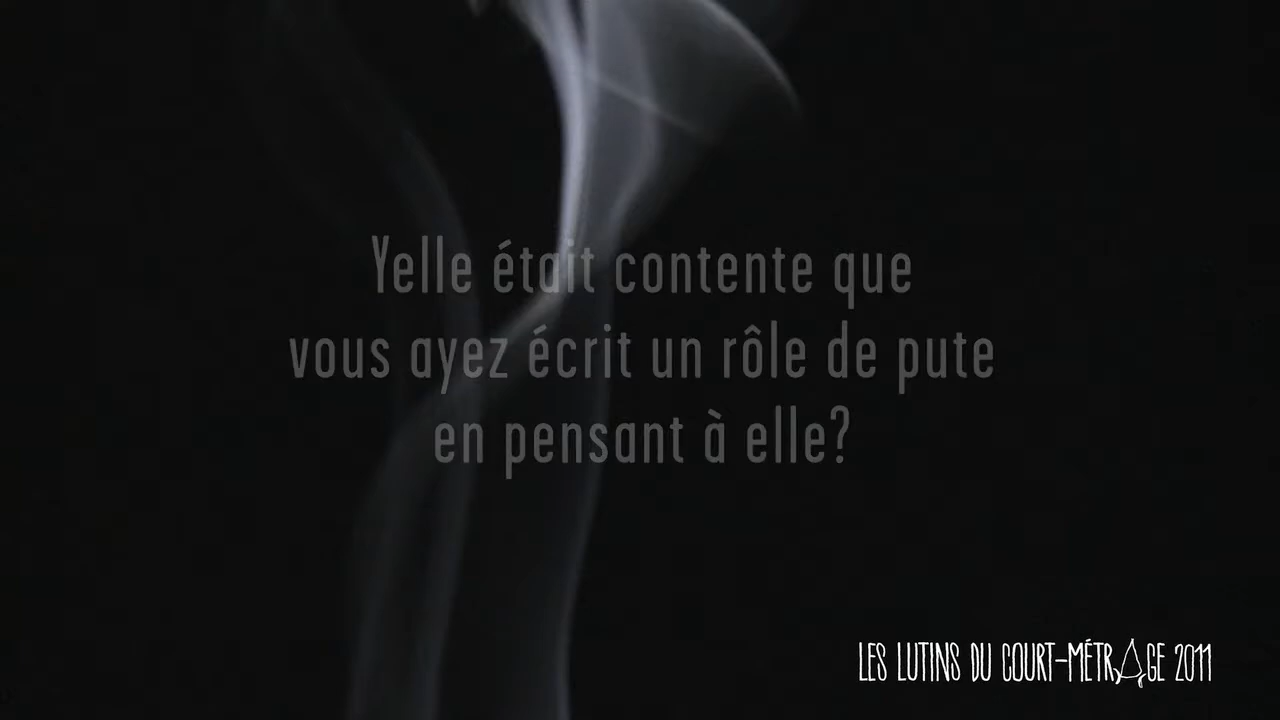 Yelle était contente que
vous ayez écrit un rôle de pute
en pensant à elle?
LES LUTINS DU COURT-MÉTRAGE 2011